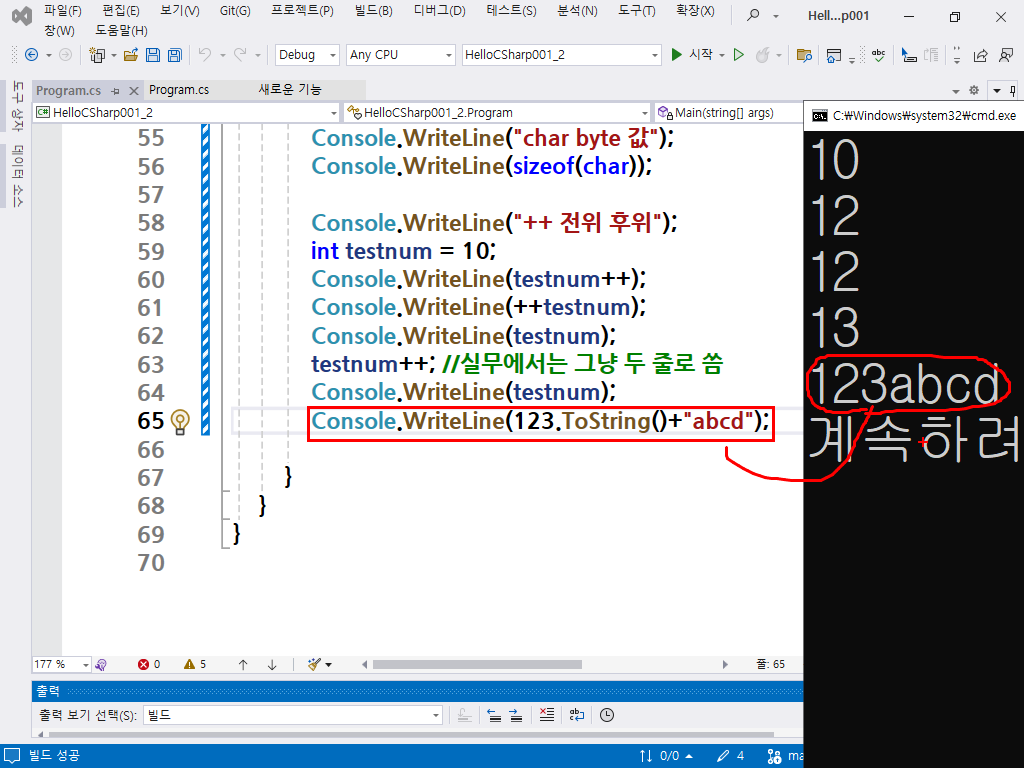 파일(F) 편집(E) 보기(V) Git(G) 프로젝트(P) 빌드(B) 디버그(D) 테스트(S) 분석(N) 도구(T) 확장(X) Hell...p001
창(W) 도움말(H)
Debug Any CPU HelloCSharp001_2 시작 abc
도구 상자
데이터 소스
Program.cs Program.cs 새로운 기능
HelloCSharp001_2 HelloCSharp001_2.Program Main(string[] args)
55 Console.WriteLine("char byte 값");
56 Console.WriteLine(sizeof(char));
57
58 Console.WriteLine("++ 전위 후위");
59 int testnum = 10;
60 Console.WriteLine(testnum++);
61 Console.WriteLine(++testnum);
62 Console.WriteLine(testnum);
63 testnum++; //실무에서는 그냥 두 줄로 씀
64 Console.WriteLine(testnum);
65 Console.WriteLine(123.ToString()+"abcd");
66
67 }
68 }
69 }
70
177 % 0 5 줄: 65
출력
출력 보기 선택(S): 빌드
빌드 성공 0/0 4 ma
C:₩Windows₩system32₩cmd.exe
10
12
12
13
123abcd
계속하려